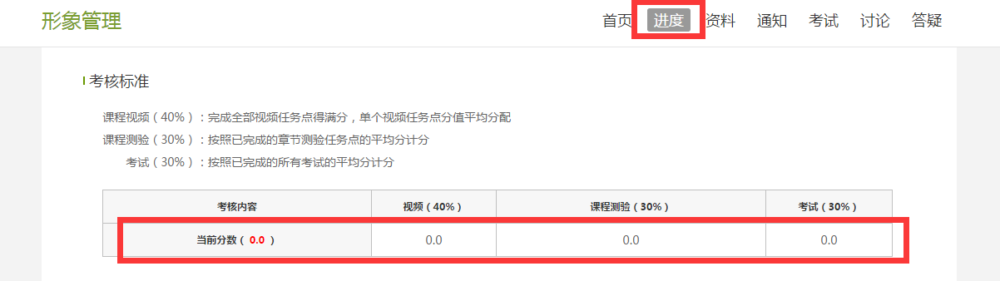 形象管理
首页 进度 资料 通知 考试 讨论 答疑
考核标准
课程视频（40%）：完成全部视频任务点得满分，单个视频任务点分值平均分配
课程测验（30%）：按照已完成的章节测验任务点的平均分计分
考试（30%）：按照已完成的所有考试的平均分计分
考核内容 视频（40%） 课程测验（30%） 考试（30%）
当前分数（ 0.0 ） 0.0 0.0 0.0